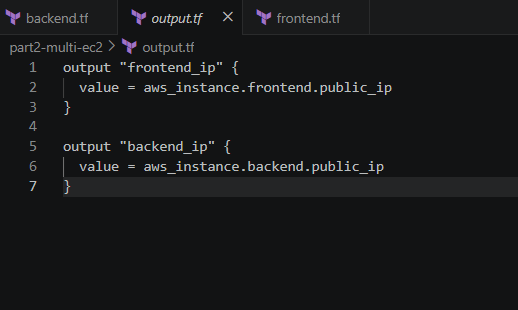 backend.tf output.tf frontend.tf
part2-multi-ec2 > output.tf
1 output "frontend_ip" {
2   value = aws_instance.frontend.public_ip
3 }
4
5 output "backend_ip" {
6   value = aws_instance.backend.public_ip
7 }